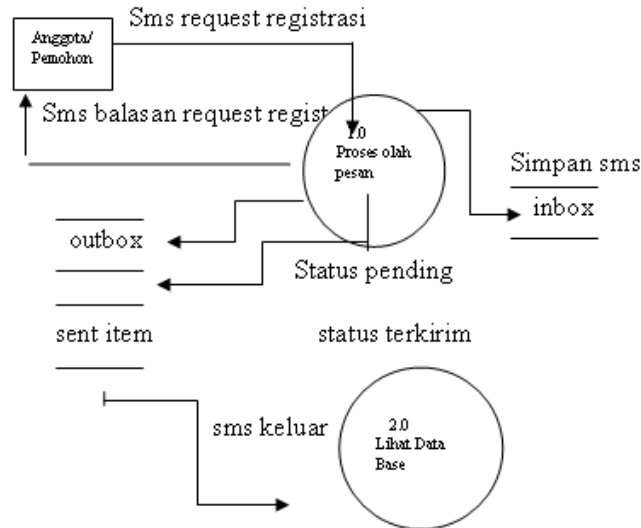 Sms request registrasi
Anggota/
Pemohon
Sms balasan request regist
1.0
Proses olah
pesan
Simpan sms
inbox
outbox
Status pending
sent item
status terkirim
sms keluar
2.0
Lihat Data
Base